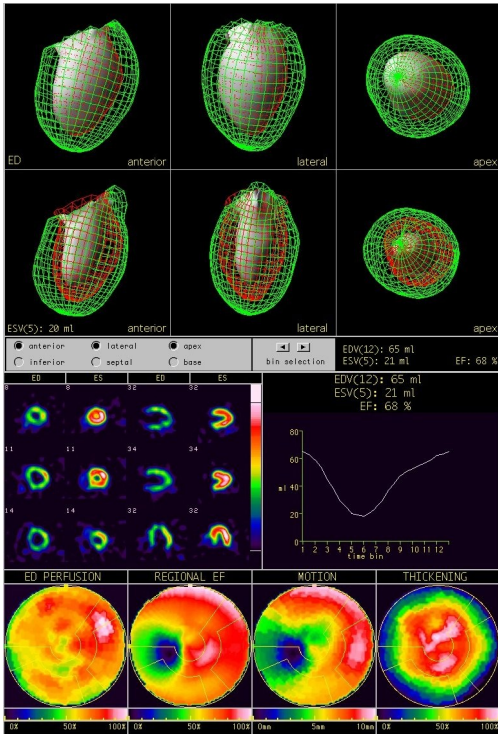 ED anterior lateral apex
ESV(5): 20 ml anterior lateral apex
anterior lateral apex
inferior septal base
bin selection
EDV(12): 65 ml
ESV(5): 21 ml EF: 68 %
ED ES ED ES
8 8 32 32
11 11 34 34
14 14 32 32
EDV(12): 65 ml
ESV(5): 21 ml
EF: 68 %
80
60
ml 40
20
0
1 2 3 4 5 6 7 8 9 10 11 12
time bin
ED PERFUSION REGIONAL EF MOTION THICKENING
0% 50% 100% 0% 50% 100% 0mm 5mm 10mm 0% 50% 100%